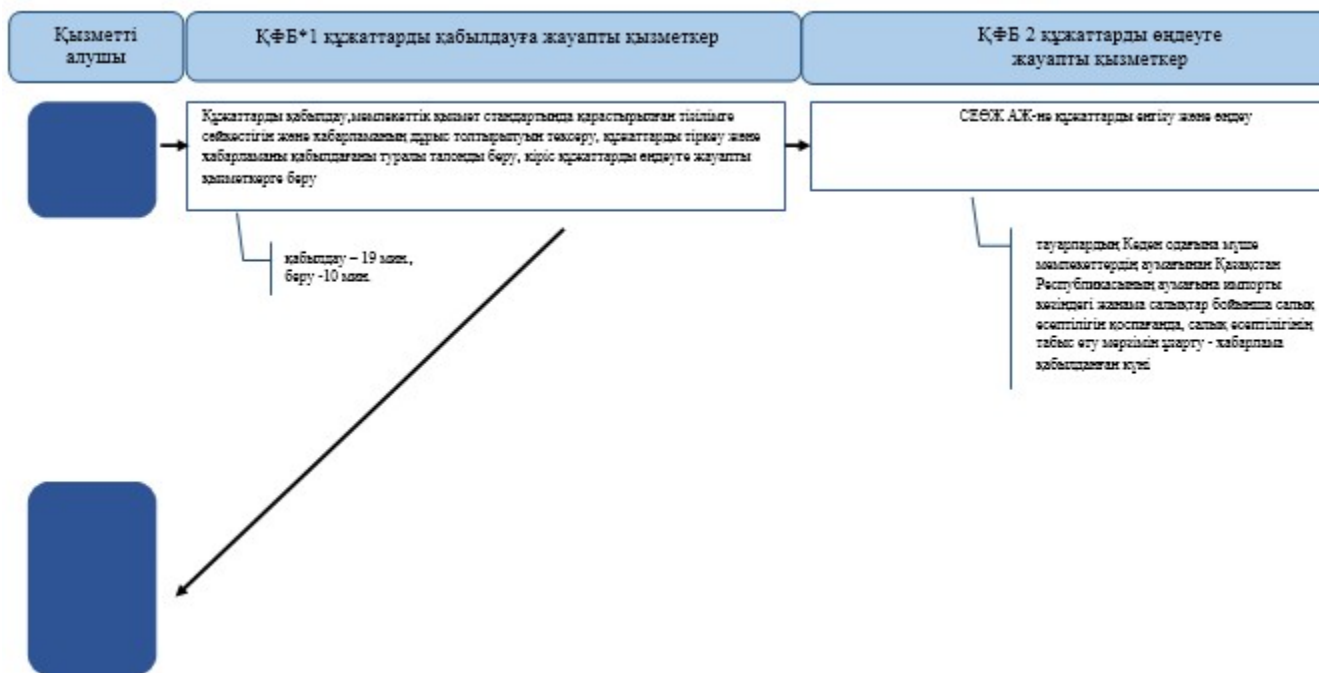 Қызметті
алушы
ҚФБ*1 құжаттарды қабылдауға жауапты қызметкер
ҚФБ 2 құжаттарды өңдеуге
жауапты қызметкер
Құжаттарды қабылдау,мемлекеттік қызмет стандартында қарастырылған тізілімге
сәйкестігін және хабарламаның дұрыс толтырылуын тексеру, құжаттарды тіркеу және
хабарламаны қабылдағаны туралы талонды беру, кіріс құжаттарды өңдеуге жауапты
қызметкерге беру
СЕӨЖ АЖ-не құжаттарды енгізу және өңдеу
қабылдау – 19 мин.,
беру -10 мин.
тауарлардың Кеден одағына мүше
мемлекеттердің аумағынан Қазақстан
Республикасының аумағына импорты
кезіндегі жанама салықтар бойынша салық
есептілігін қоспағанда, салық есептілігінің
табыс ету мерзімін ұзарту - хабарлама
қабылданған күні